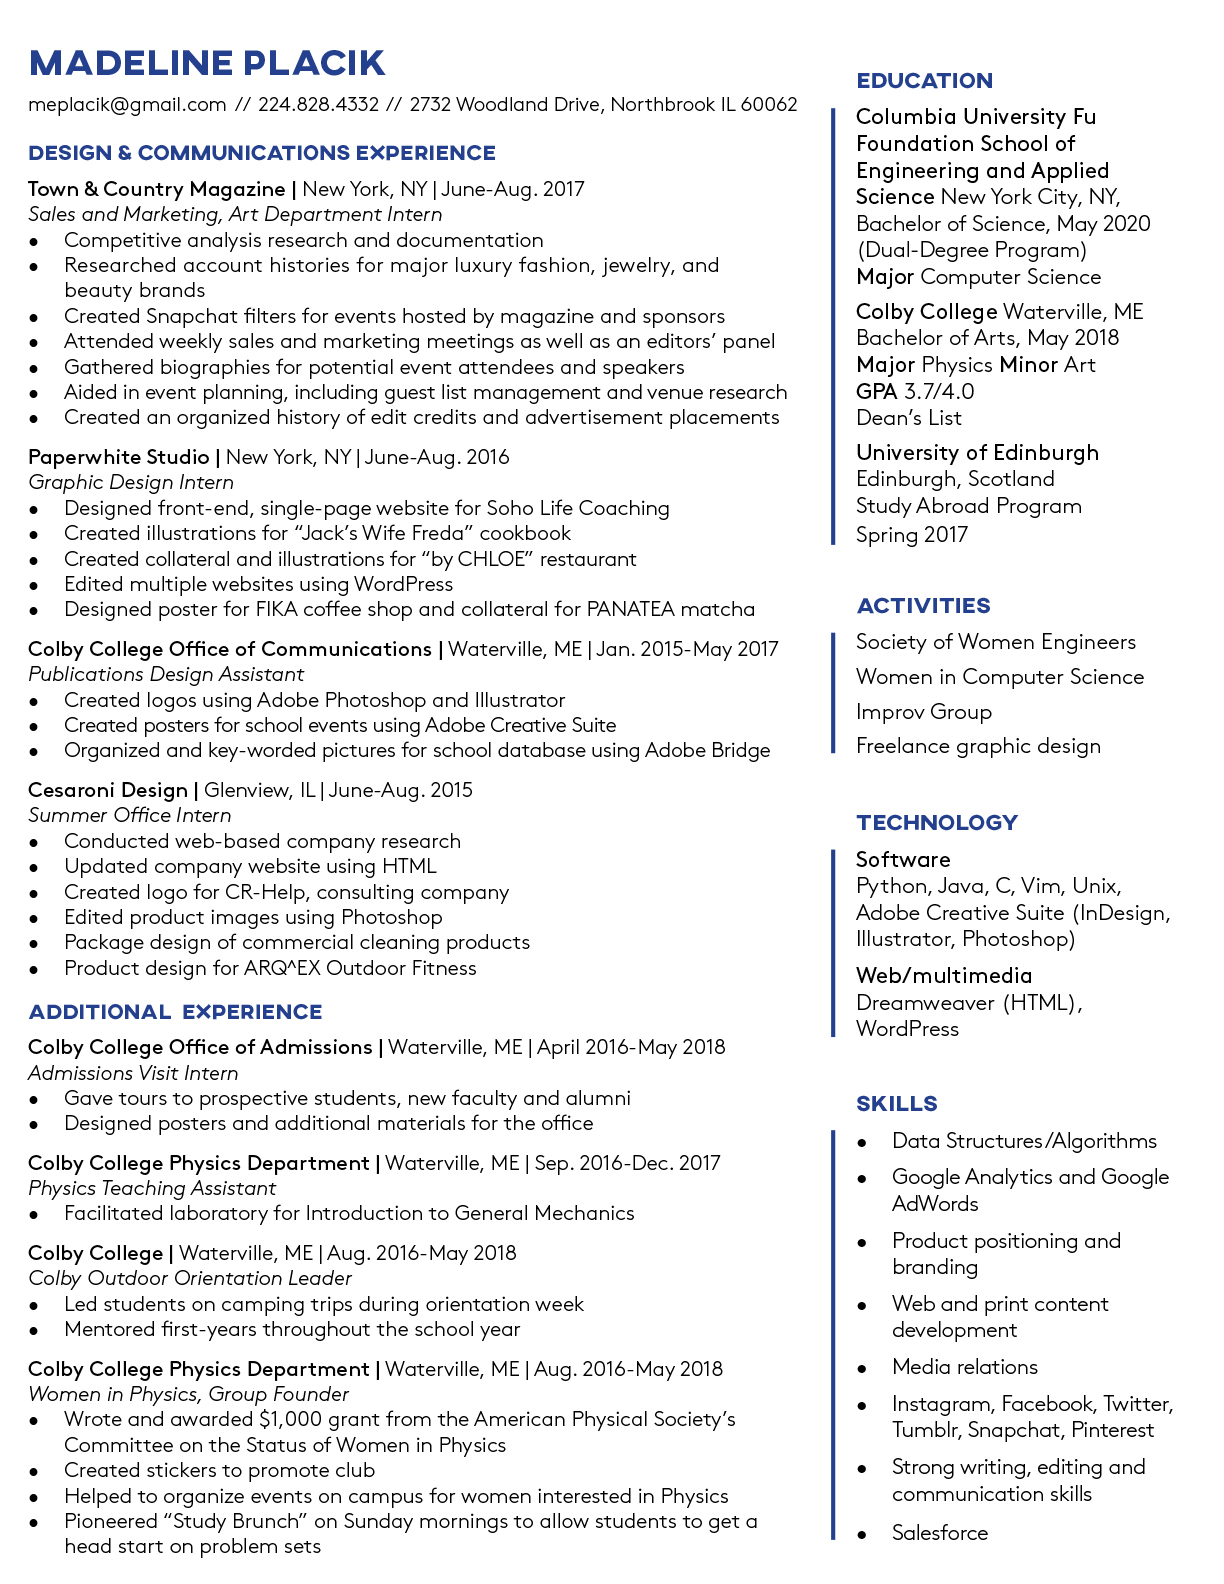 MADELINE PLACIK
meplacik@gmail.com // 224.828.4332 // 2732 Woodland Drive, Northbrook IL 60062
DESIGN & COMMUNICATIONS EXPERIENCE
Town & Country Magazine | New York, NY | June-Aug. 2017
Sales and Marketing, Art Department Intern
● Competitive analysis research and documentation
● Researched account histories for major luxury fashion, jewelry, and
beauty brands
● Created Snapchat filters for events hosted by magazine and sponsors
● Attended weekly sales and marketing meetings as well as an editors’ panel
● Gathered biographies for potential event attendees and speakers
● Aided in event planning, including guest list management and venue research
● Created an organized history of edit credits and advertisement placements
Paperwhite Studio | New York, NY | June-Aug. 2016
Graphic Design Intern
● Designed front-end, single-page website for Soho Life Coaching
● Created illustrations for “Jack’s Wife Freda” cookbook
● Created collateral and illustrations for “by CHLOE” restaurant
● Edited multiple websites using WordPress
● Designed poster for FIKA coffee shop and collateral for PANATEA matcha
Colby College Office of Communications | Waterville, ME | Jan. 2015-May 2017
Publications Design Assistant
● Created logos using Adobe Photoshop and Illustrator
● Created posters for school events using Adobe Creative Suite
● Organized and key-worded pictures for school database using Adobe Bridge
Cesaroni Design | Glenview, IL | June-Aug. 2015
Summer Office Intern
● Conducted web-based company research
● Updated company website using HTML
● Created logo for CR-Help, consulting company
● Edited product images using Photoshop
● Package design of commercial cleaning products
● Product design for ARQ^EX Outdoor Fitness
ADDITIONAL EXPERIENCE
Colby College Office of Admissions | Waterville, ME | April 2016-May 2018
Admissions Visit Intern
● Gave tours to prospective students, new faculty and alumni
● Designed posters and additional materials for the office
Colby College Physics Department | Waterville, ME | Sep. 2016-Dec. 2017
Physics Teaching Assistant
● Facilitated laboratory for Introduction to General Mechanics
Colby College | Waterville, ME | Aug. 2016-May 2018
Colby Outdoor Orientation Leader
● Led students on camping trips during orientation week
● Mentored first-years throughout the school year
Colby College Physics Department | Waterville, ME | Aug. 2016-May 2018
Women in Physics, Group Founder
● Wrote and awarded $1,000 grant from the American Physical Society’s
Committee on the Status of Women in Physics
● Created stickers to promote club
● Helped to organize events on campus for women interested in Physics
● Pioneered “Study Brunch” on Sunday mornings to allow students to get a
head start on problem sets
EDUCATION
Columbia University Fu
Foundation School of
Engineering and Applied
Science New York City, NY,
Bachelor of Science, May 2020
(Dual-Degree Program)
Major Computer Science
Colby College Waterville, ME
Bachelor of Arts, May 2018
Major Physics Minor Art
GPA 3.7/4.0
Dean’s List
University of Edinburgh
Edinburgh, Scotland
Study Abroad Program
Spring 2017
ACTIVITIES
Society of Women Engineers
Women in Computer Science
Improv Group
Freelance graphic design
TECHNOLOGY
Software
Python, Java, C, Vim, Unix,
Adobe Creative Suite (InDesign,
Illustrator, Photoshop)
Web/multimedia
Dreamweaver (HTML),
WordPress
SKILLS
● Data Structures/Algorithms
● Google Analytics and Google
AdWords
● Product positioning and
branding
● Web and print content
development
● Media relations
● Instagram, Facebook, Twitter,
Tumblr, Snapchat, Pinterest
● Strong writing, editing and
communication skills
● Salesforce